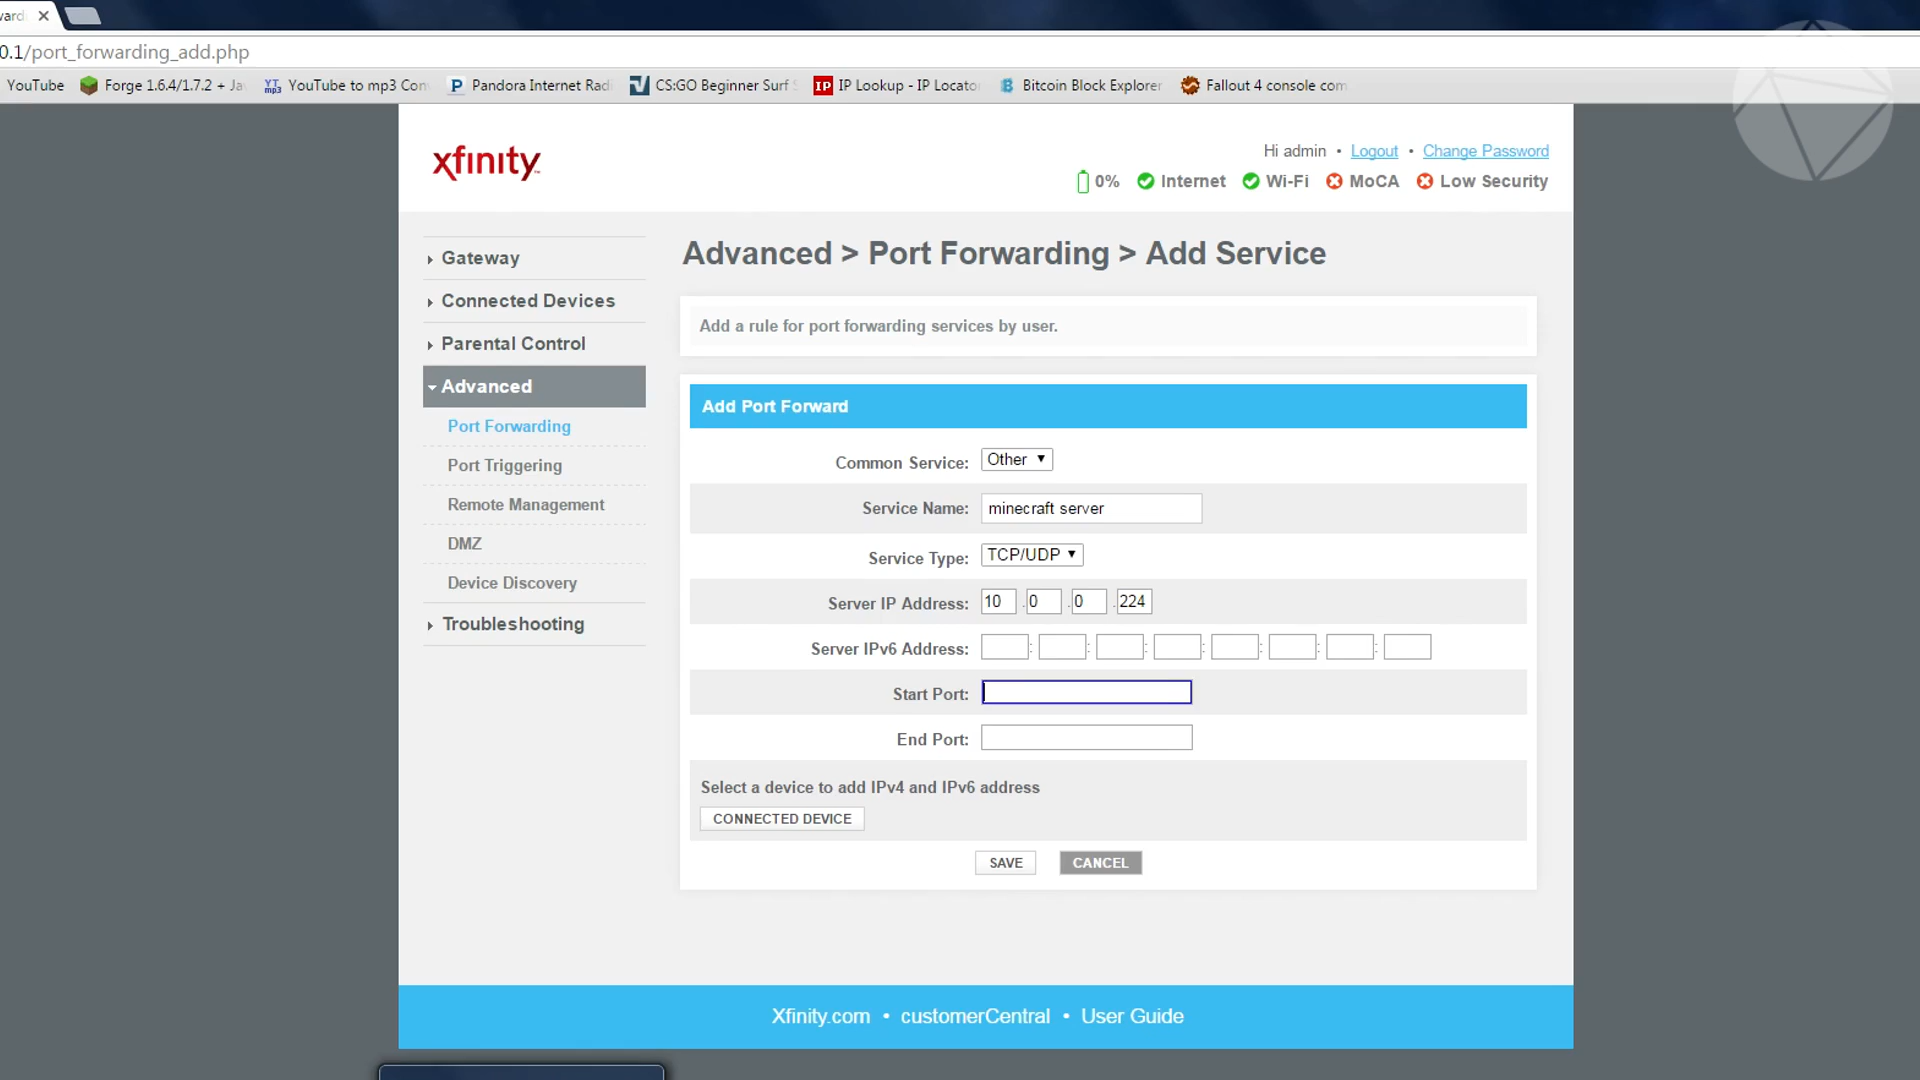 ward
0.1/port_forwarding_add.php
YouTube Forge 1.6.4/1.7.2 + Ja YT mp3 YouTube to mp3 Con P Pandora Internet Radi CS:GO Beginner Surf IP IP Lookup - IP Locato Bitcoin Block Explorer Fallout 4 console com
xfinity
Hi admin • Logout • Change Password
0% Internet Wi-Fi MoCA Low Security
Gateway
Connected Devices
Parental Control
Advanced
Port Forwarding
Port Triggering
Remote Management
DMZ
Device Discovery
Troubleshooting
Advanced > Port Forwarding > Add Service
Add a rule for port forwarding services by user.
Add Port Forward
Common Service: Other
Service Name: minecraft server
Service Type: TCP/UDP
Server IP Address: 10 . 0 . 0 . 224
Server IPv6 Address: : : : : : : :
Start Port:
End Port:
Select a device to add IPv4 and IPv6 address
CONNECTED DEVICE
SAVE CANCEL
Xfinity.com • customerCentral • User Guide